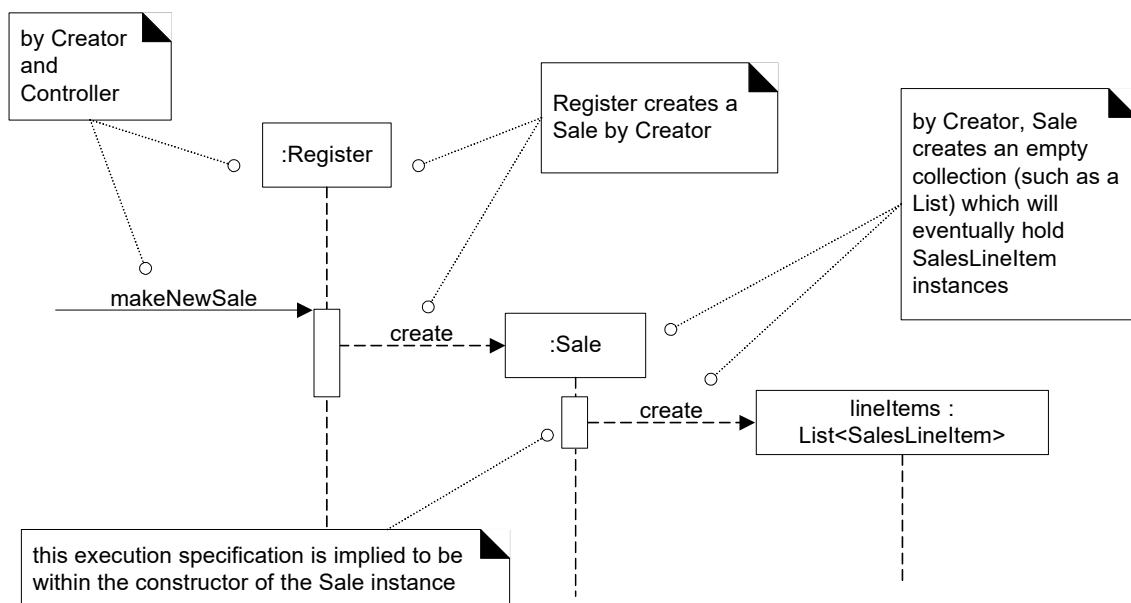 by Creator
and
Controller
:Register
Register creates a
Sale by Creator
by Creator, Sale
creates an empty
collection (such as a
List) which will
eventually hold
SalesLineItem
instances
makeNewSale
create
:Sale
create
lineItems :
List<SalesLineItem>
this execution specification is implied to be
within the constructor of the Sale instance